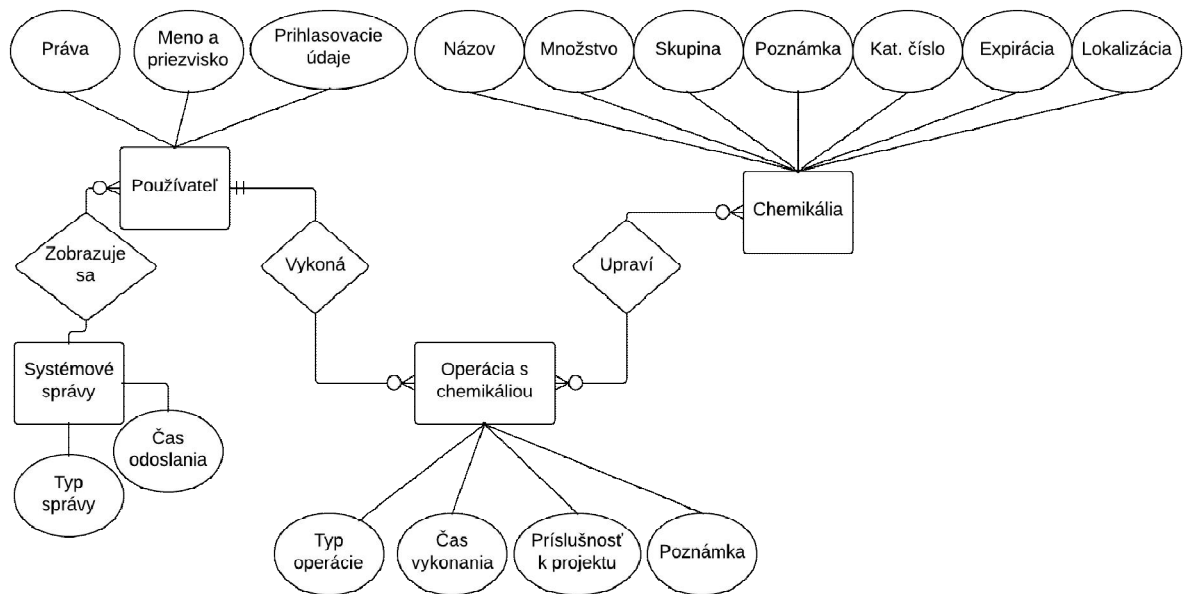 Práva
Meno a
priezvisko
Prihlasovacie
údaje
Názov
Množstvo
Skupina
Poznámka
Kat. číslo
Expirácia
Lokalizácia
Používateľ
Chemikália
Zobrazuje
sa
Vykoná
Upraví
Systémové
správy
Operácia s
chemikáliou
Čas
odoslania
Typ
správy
Typ
operácie
Čas
vykonania
Príslušnosť
k projektu
Poznámka